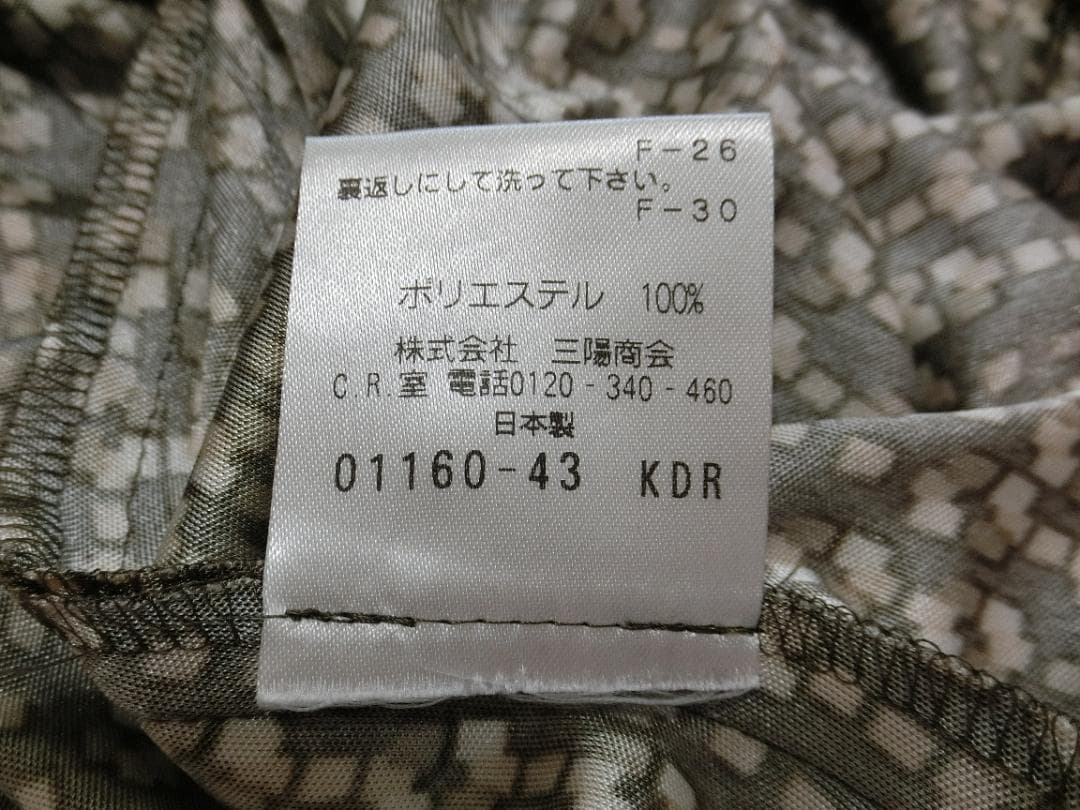 F-26
裏返しにして洗って下さい。
F-30
ポリエステル 100%
株式会社 三陽商会
C.R.室 電話0120-340-460
日本製
01160-43 KDR